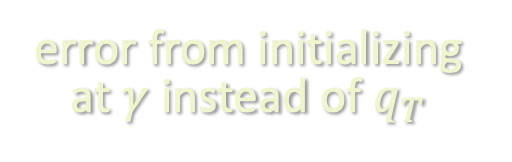 error from initializing
at γ instead of q_T